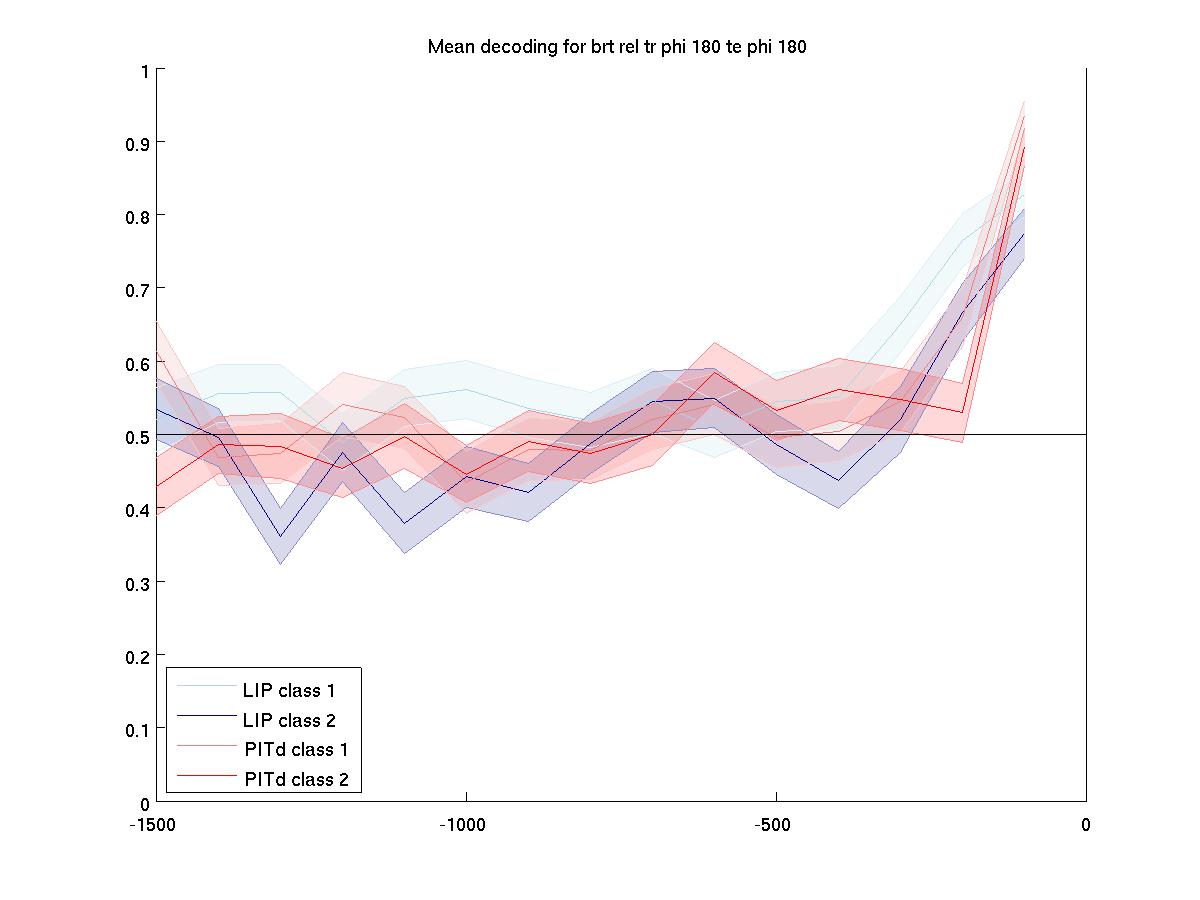 Mean decoding for brt rel tr phi 180 te phi 180
1
0.9
0.8
0.7
0.6
0.5
0.4
0.3
0.2
0.1
0
LIP class 1
LIP class 2
PITd class 1
PITd class 2
-1500 -1000 -500 0